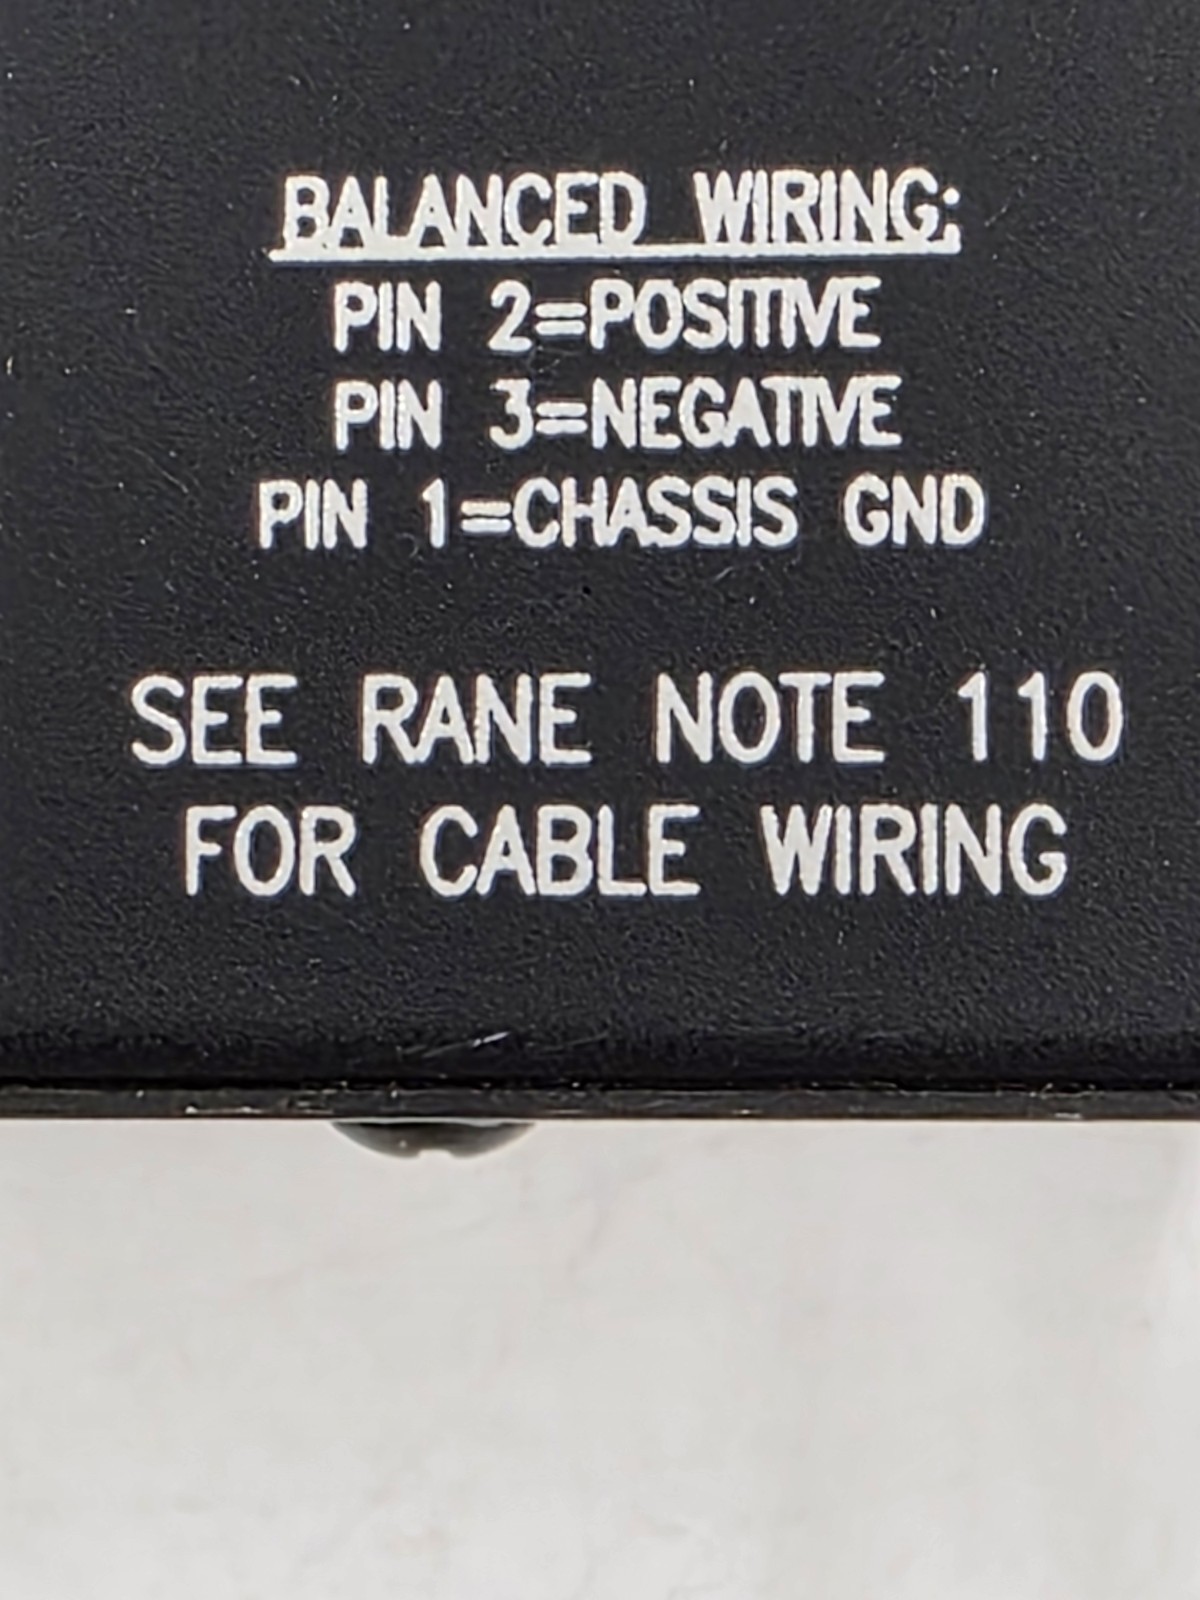 BALANCED WIRING:
PIN 2=POSITIVE
PIN 3=NEGATIVE
PIN 1=CHASSIS GND
SEE RANE NOTE 110
FOR CABLE WIRING